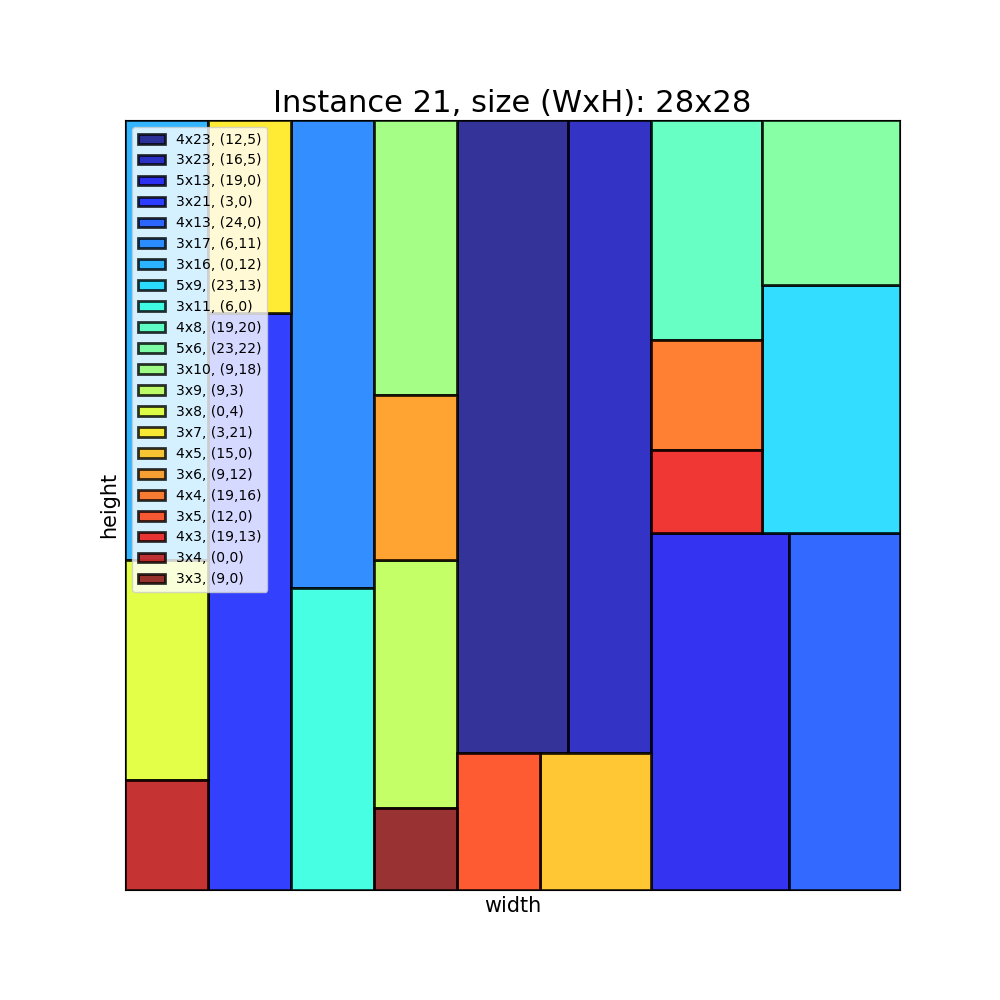 Instance 21, size (WxH): 28x28
4x23, (12,5)
3x23, (16,5)
5x13, (19,0)
3x21, (3,0)
4x13, (24,0)
3x17, (6,11)
3x16, (0,12)
5x9, (23,13)
3x11, (6,0)
4x8, (19,20)
5x6, (23,22)
3x10, (9,18)
3x9, (9,3)
3x8, (0,4)
3x7, (3,21)
4x5, (15,0)
3x6, (9,12)
4x4, (19,16)
3x5, (12,0)
4x3, (19,13)
3x4, (0,0)
3x3, (9,0)
height
width